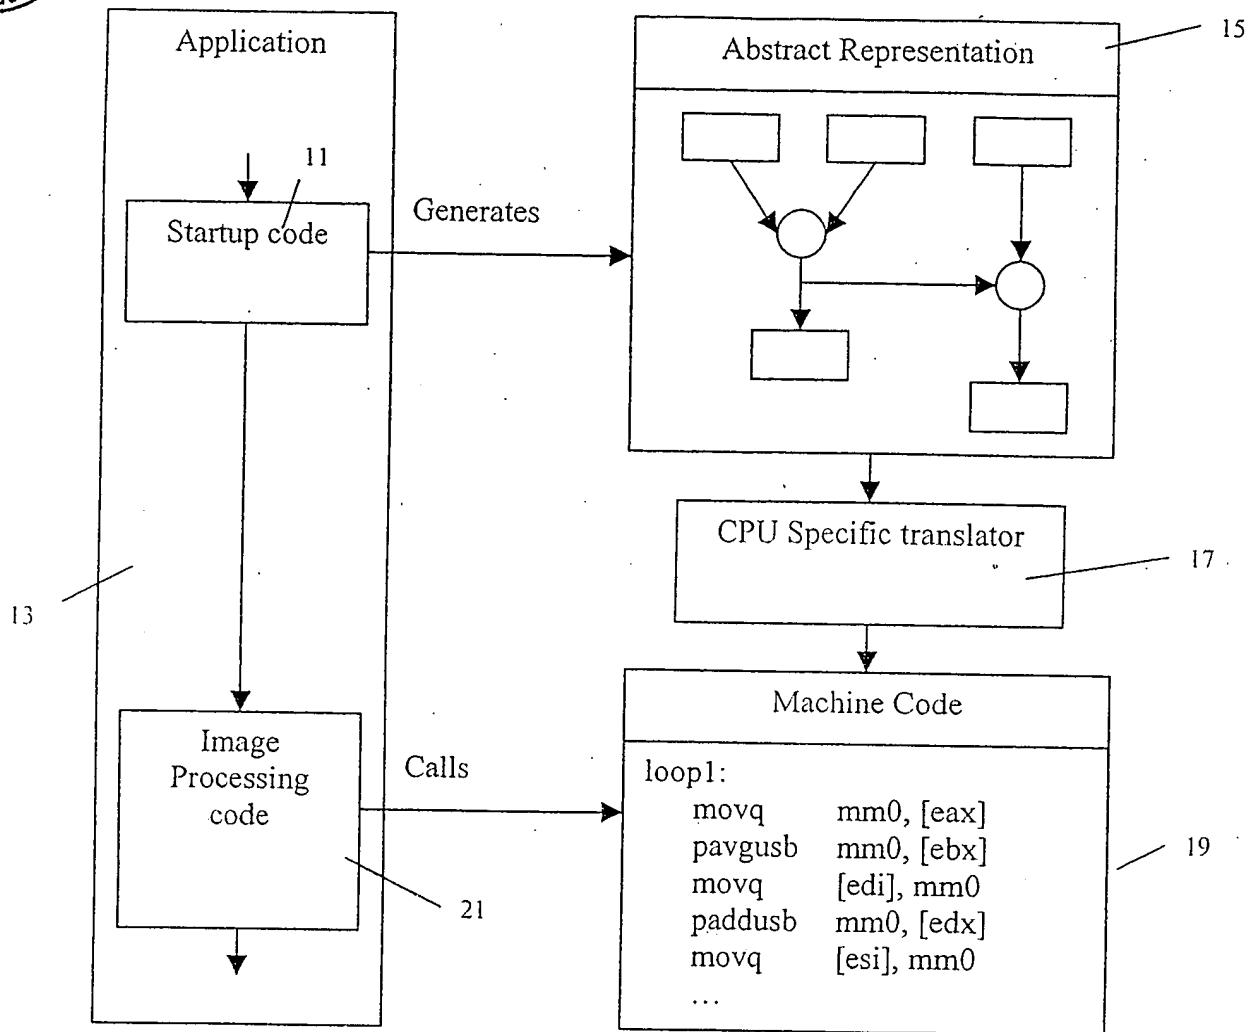 Application
15
Abstract Representation
11
Startup code
Generates
CPU Specific translator
17
13
Machine Code
Image
Processing
code
Calls
loop1:
movq mm0, [eax]
pavgusb mm0, [ebx]
movq [edi], mm0
paddusb mm0, [edx]
movq [esi], mm0
...
19
21